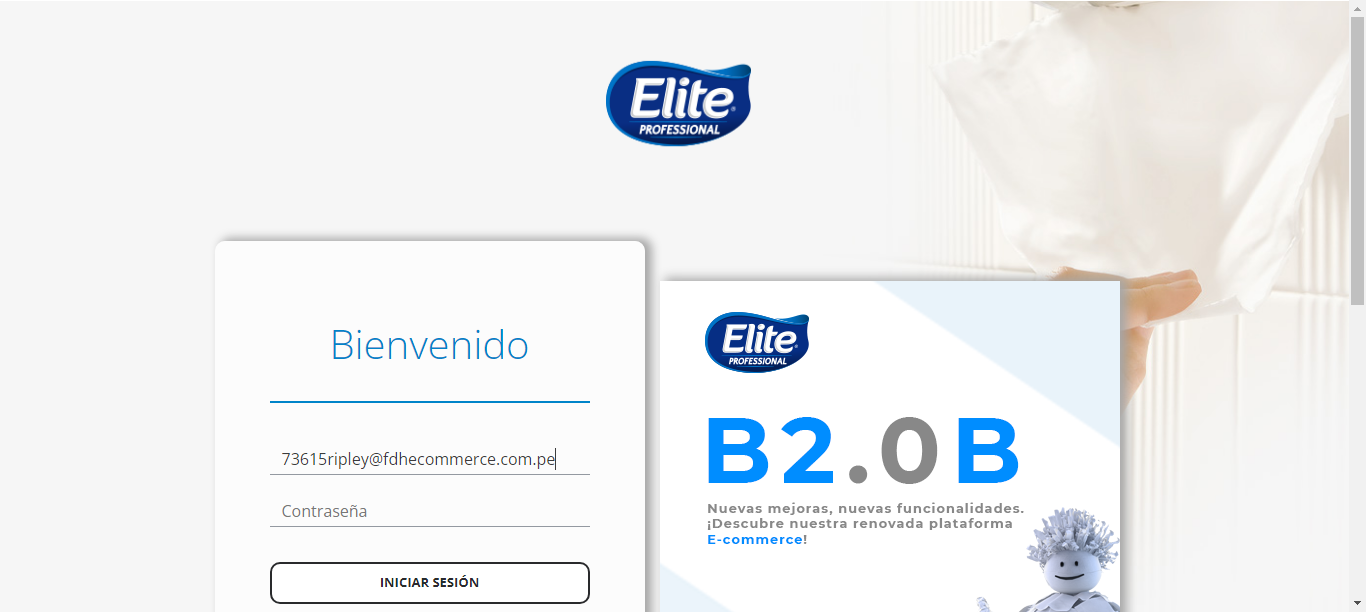 Elite
PROFESSIONAL
Bienvenido
73615ripley@fdhecommerce.com.pe
Contraseña
INICIAR SESIÓN
Elite
PROFESSIONAL
B2.0B
Nuevas mejoras, nuevas funcionalidades.
¡Descubre nuestra renovada plataforma
E-commerce!